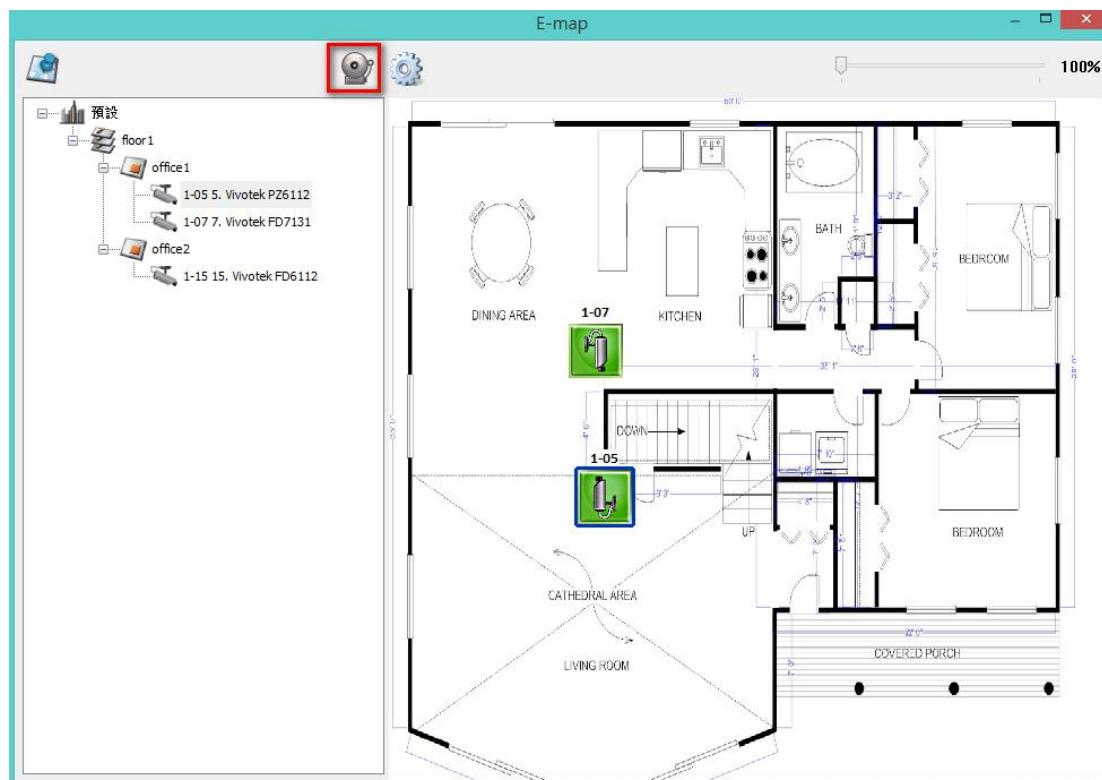 E-map
100%
預設
floor1
office1
1-05 5. Vivotek PZ6112
1-07 7. Vivotek FD7131
office2
1-15 15. Vivotek FD6112
BATH
BEDROOM
DINING AREA
1-07
KITCHEN
DOWN
1-05
UP
BEDROOM
CATHEDRAL AREA
LIVING ROOM
COVERED PORCH